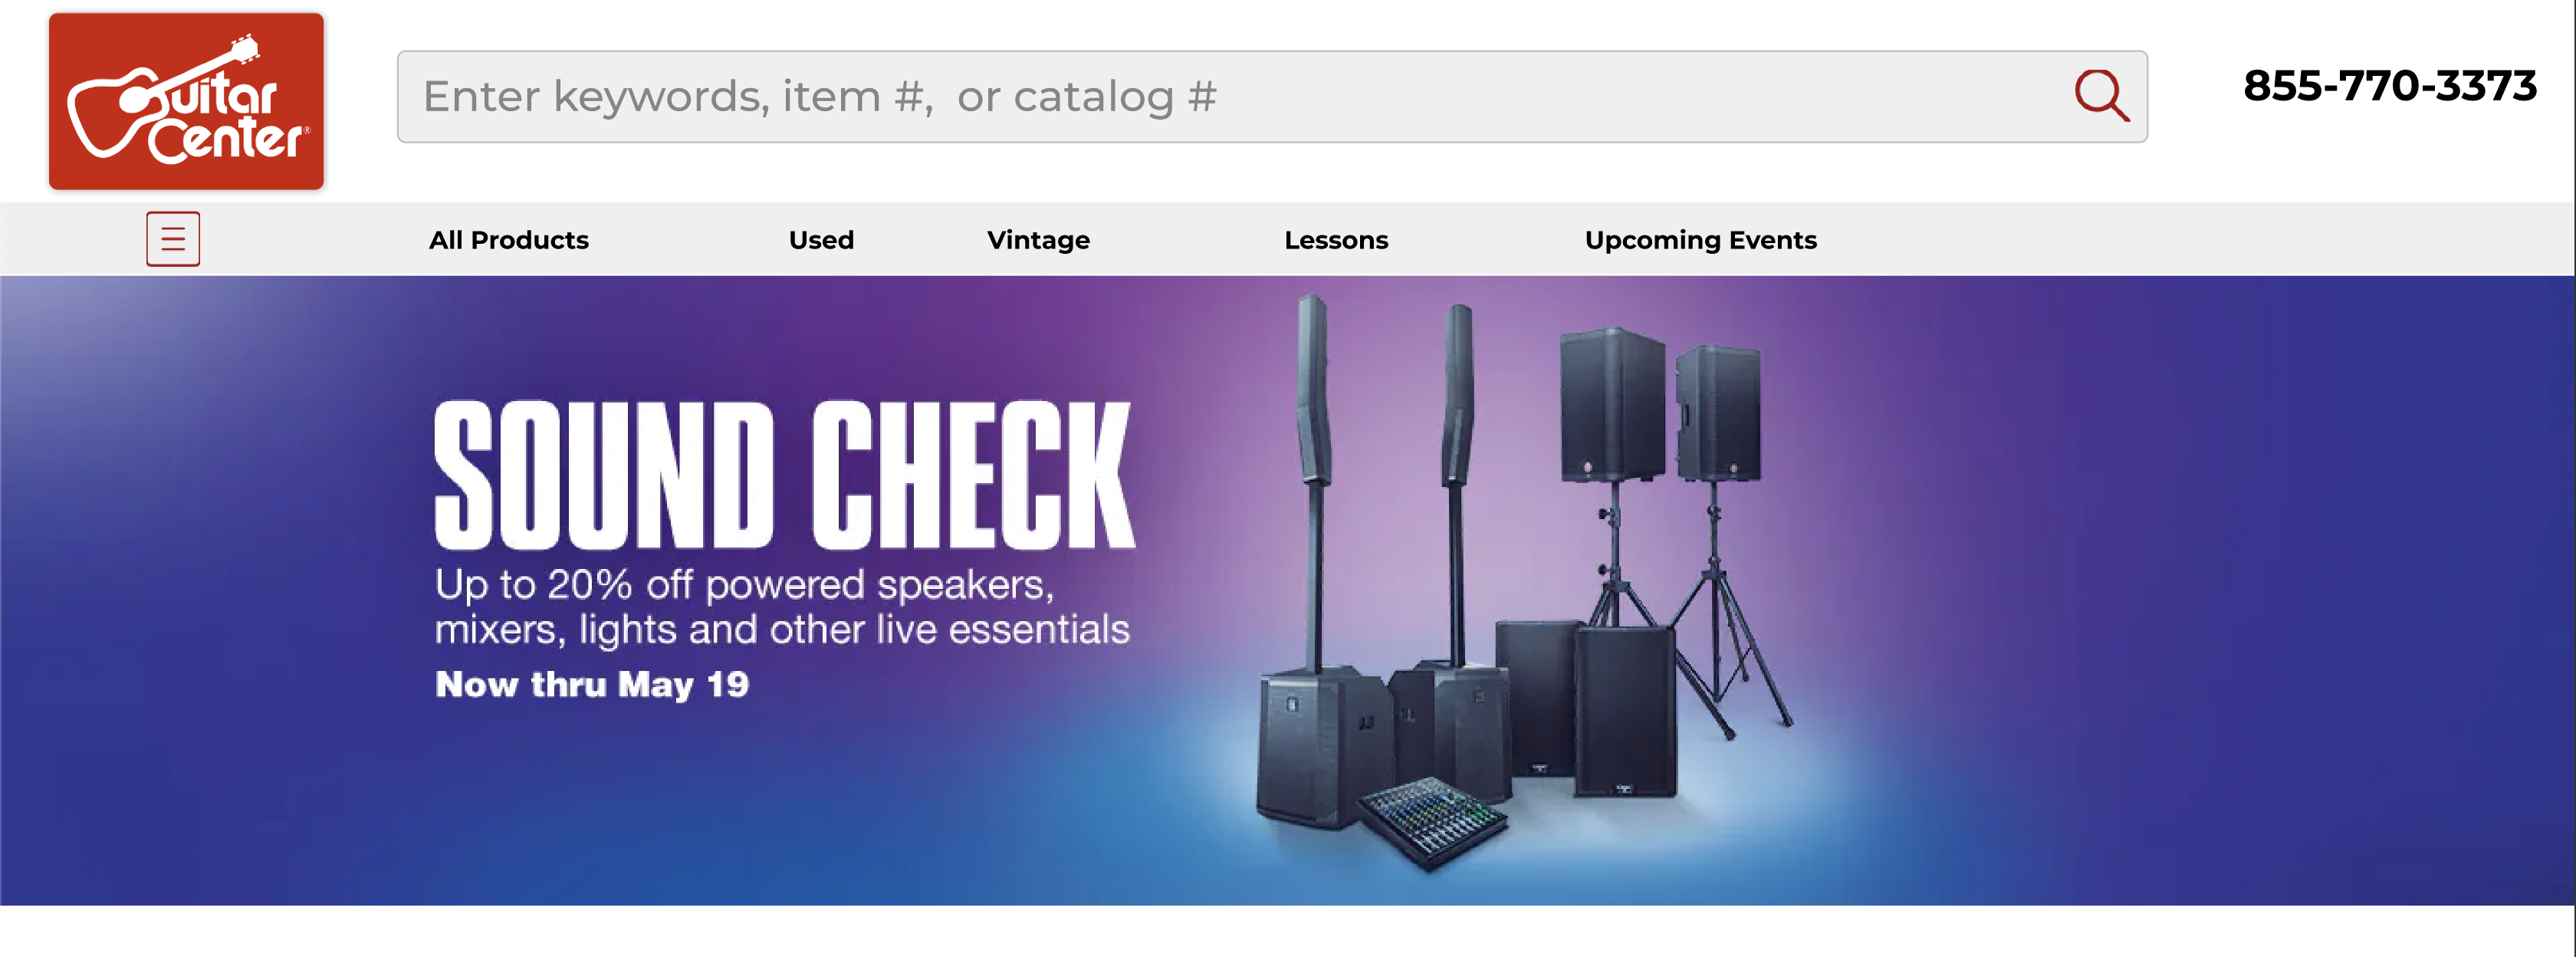 Guitar
Center®
Enter keywords, item #,  or catalog #
855-770-3373
All Products
Used
Vintage
Lessons
Upcoming Events
SOUND CHECK
Up to 20% off powered speakers,
mixers, lights and other live essentials
Now thru May 19